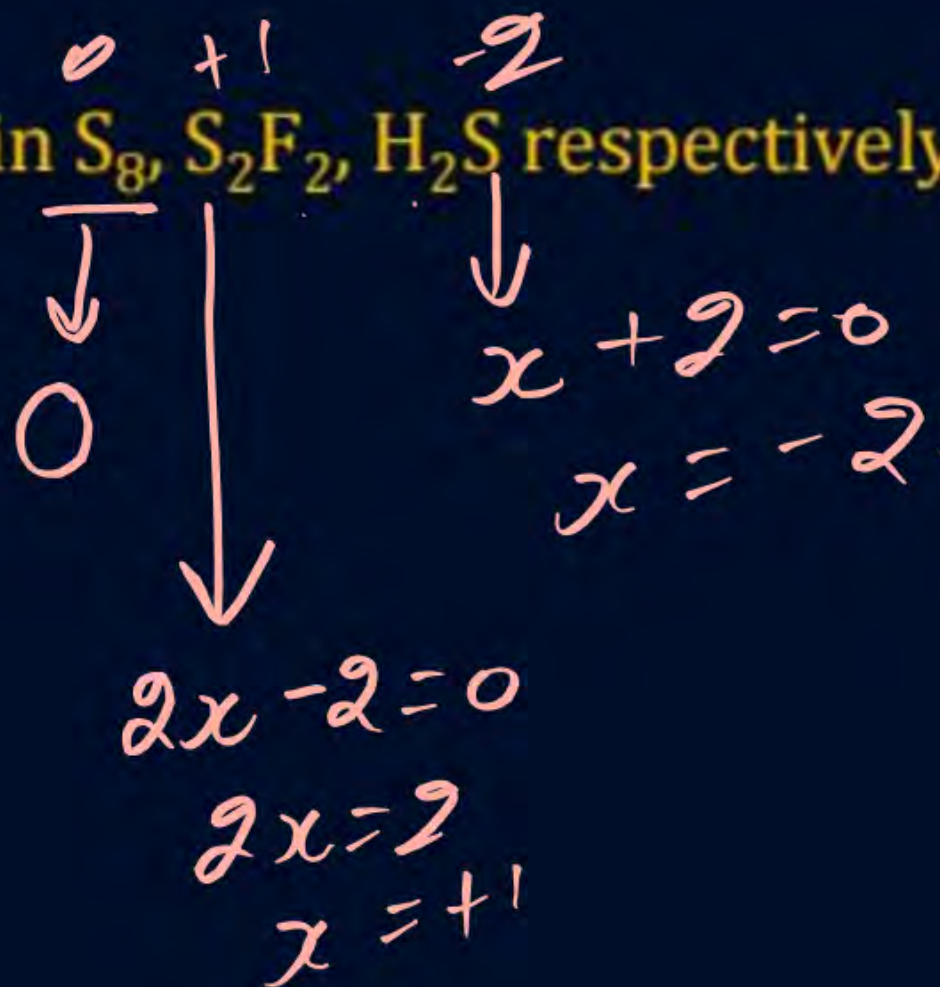 0 +1 -2
in S₈, S₂F₂, H₂S respectively
0
x + 2 = 0
x = - 2
2x - 2 = 0
2x = 2
x = +1